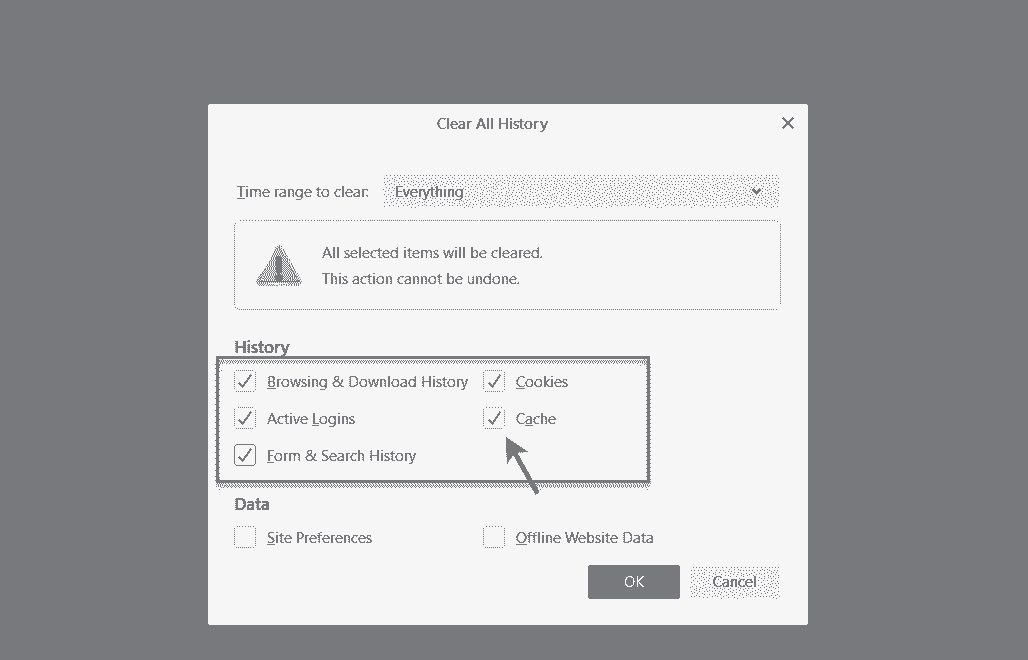 Clear All History
Time range to clear: Everything
All selected items will be cleared.
This action cannot be undone.
History
Browsing & Download History Cookies
Active Logins Cache
Form & Search History
Data
Site Preferences Offline Website Data
OK Cancel